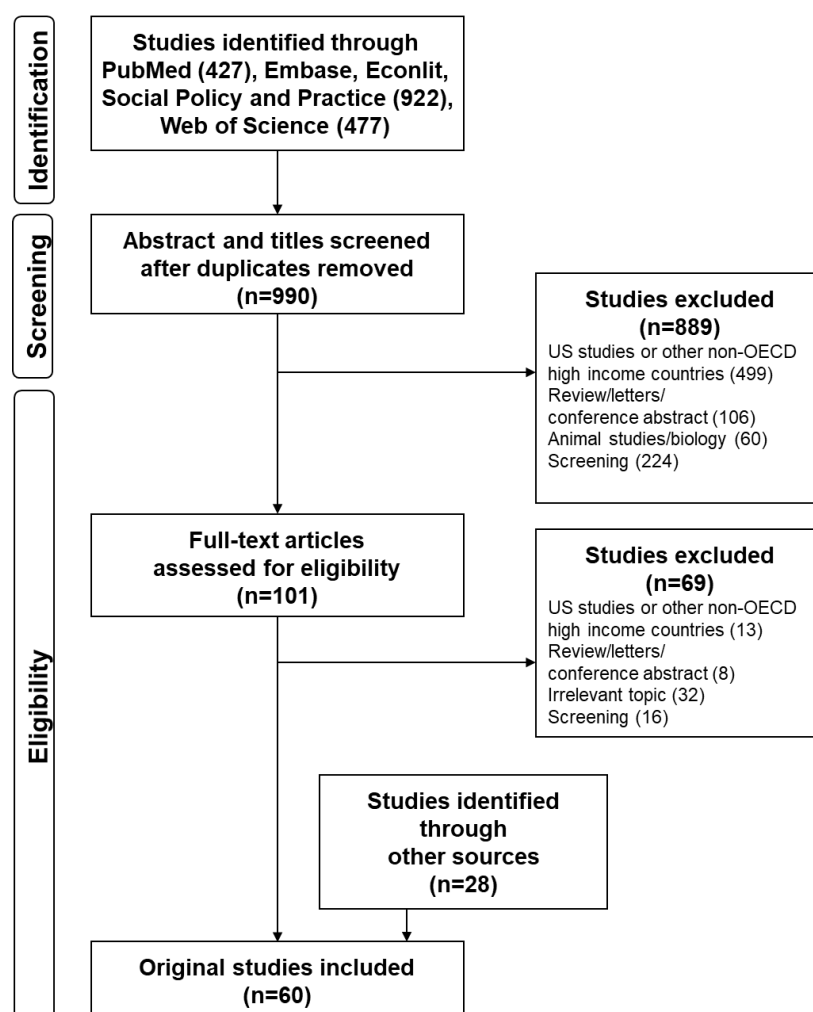 Identification
Studies identified through
PubMed (427), Embase, Econlit,
Social Policy and Practice (922),
Web of Science (477)
Screening
Abstract and titles screened
after duplicates removed
(n=990)
Studies excluded
(n=889)
US studies or other non-OECD
high income countries (499)
Review/letters/
conference abstract (106)
Animal studies/biology (60)
Screening (224)
Eligibility
Full-text articles
assessed for eligibility
(n=101)
Studies excluded
(n=69)
US studies or other non-OECD
high income countries (13)
Review/letters/
conference abstract (8)
Irrelevant topic (32)
Screening (16)
Studies identified
through
other sources
(n=28)
Original studies included
(n=60)